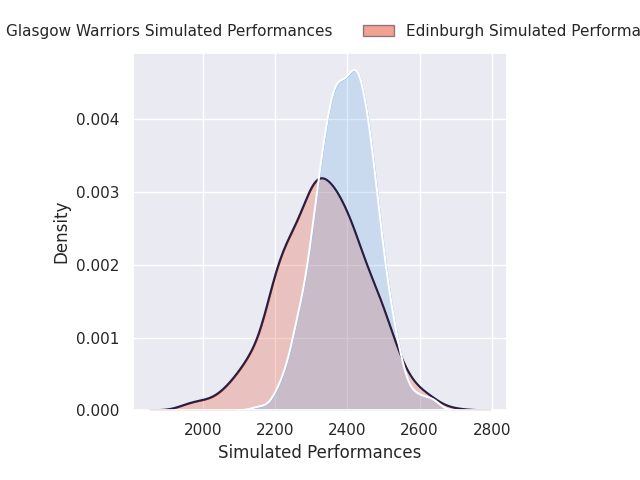 Glasgow Warriors Simulated Performances
Edinburgh Simulated Performa
0.004
0.003
0.002
0.001
0.000
Density
2000 2200 2400 2600 2800
Simulated Performances